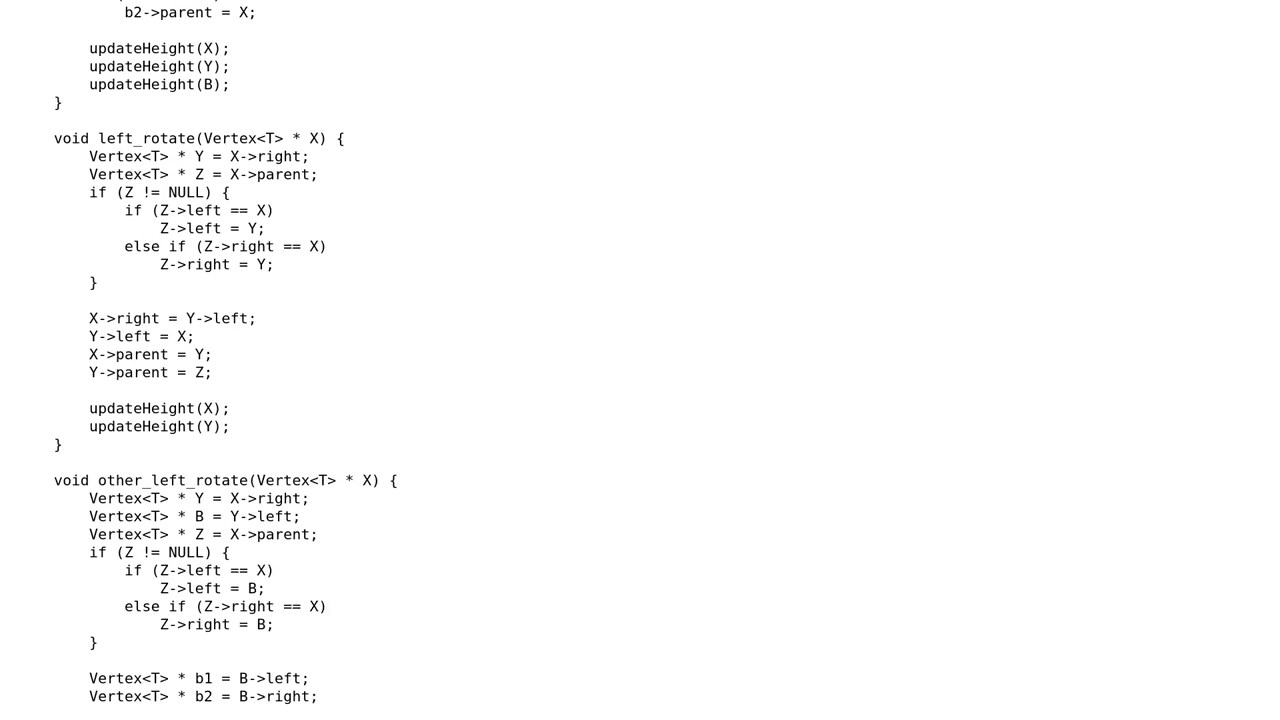 b2->parent = X;
updateHeight(X);
updateHeight(Y);
updateHeight(B);
}
void left_rotate(Vertex<T> * X) {
Vertex<T> * Y = X->right;
Vertex<T> * Z = X->parent;
if (Z != NULL) {
if (Z->left == X)
Z->left = Y;
else if (Z->right == X)
Z->right = Y;
}
X->right = Y->left;
Y->left = X;
X->parent = Y;
Y->parent = Z;
updateHeight(X);
updateHeight(Y);
}
void other_left_rotate(Vertex<T> * X) {
Vertex<T> * Y = X->right;
Vertex<T> * B = Y->left;
Vertex<T> * Z = X->parent;
if (Z != NULL) {
if (Z->left == X)
Z->left = B;
else if (Z->right == X)
Z->right = B;
}
Vertex<T> * b1 = B->left;
Vertex<T> * b2 = B->right;